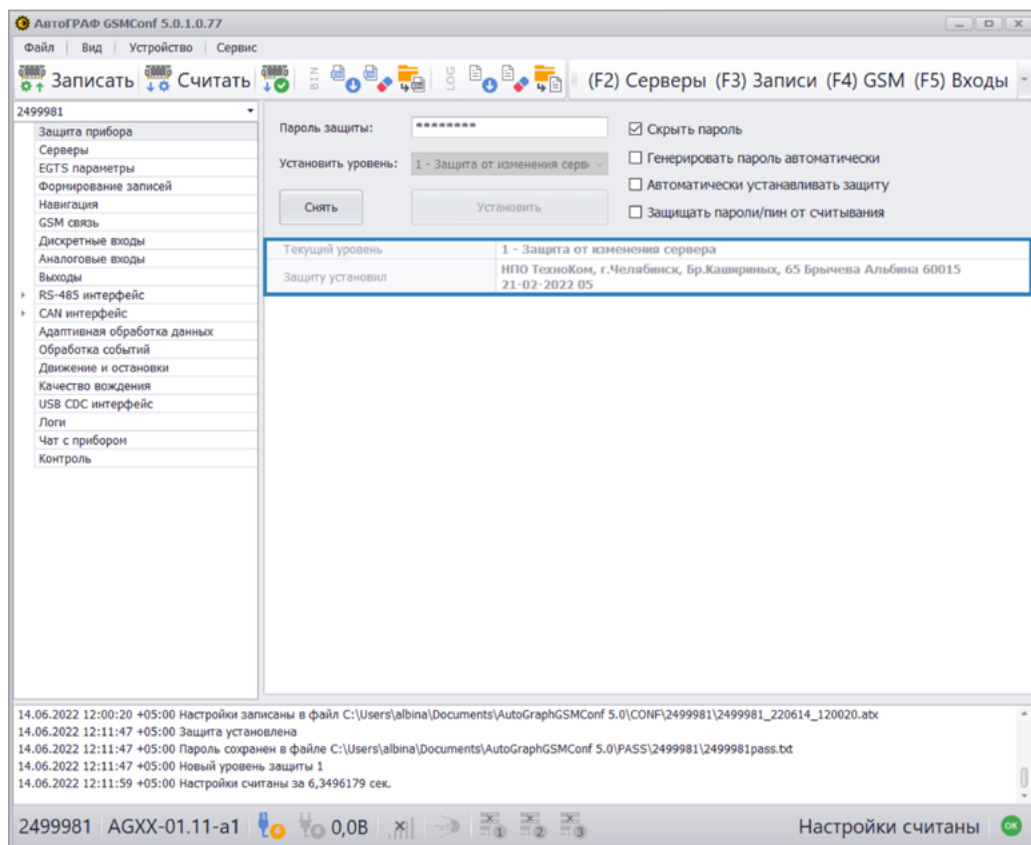 АвтоГРАФ GSMConf 5.0.1.0.77
Файл Вид Устройство Сервис
Записать Считать BIN LOG (F2) Серверы (F3) Записи (F4) GSM (F5) Входы
2499981
Защита прибора
Серверы
EGTS параметры
Формирование записей
Навигация
GSM связь
Дискретные входы
Аналоговые входы
Выходы
RS-485 интерфейс
CAN интерфейс
Адаптивная обработка данных
Обработка событий
Движение и остановки
Качество вождения
USB CDC интерфейс
Логи
Чат с прибором
Контроль
Пароль защиты: ******** Скрыть пароль
Установить уровень: 1 - Защита от изменения серв Генерировать пароль автоматически
Автоматически устанавливать защиту
Снять Установить Защищать пароли/пин от считывания
Текущий уровень 1 - Защита от изменения сервера
Защиту установил НПО ТехноКом, г.Челябинск, Бр.Кашириных, 65 Брычева Альбина 60015
21-02-2022 05
14.06.2022 12:00:20 +05:00 Настройки записаны в файл C:\Users\albina\Documents\AutoGraphGSMConf 5.0\CONF\2499981\2499981_220614_120020.atx
14.06.2022 12:11:47 +05:00 Защита установлена
14.06.2022 12:11:47 +05:00 Пароль сохранен в файле C:\Users\albina\Documents\AutoGraphGSMConf 5.0\PASS\2499981\2499981pass.txt
14.06.2022 12:11:47 +05:00 Новый уровень защиты 1
14.06.2022 12:11:59 +05:00 Настройки считаны за 6,3496179 сек.
2499981 AGXX-01.11-a1 0,0В 1 2 3 Настройки считаны OK